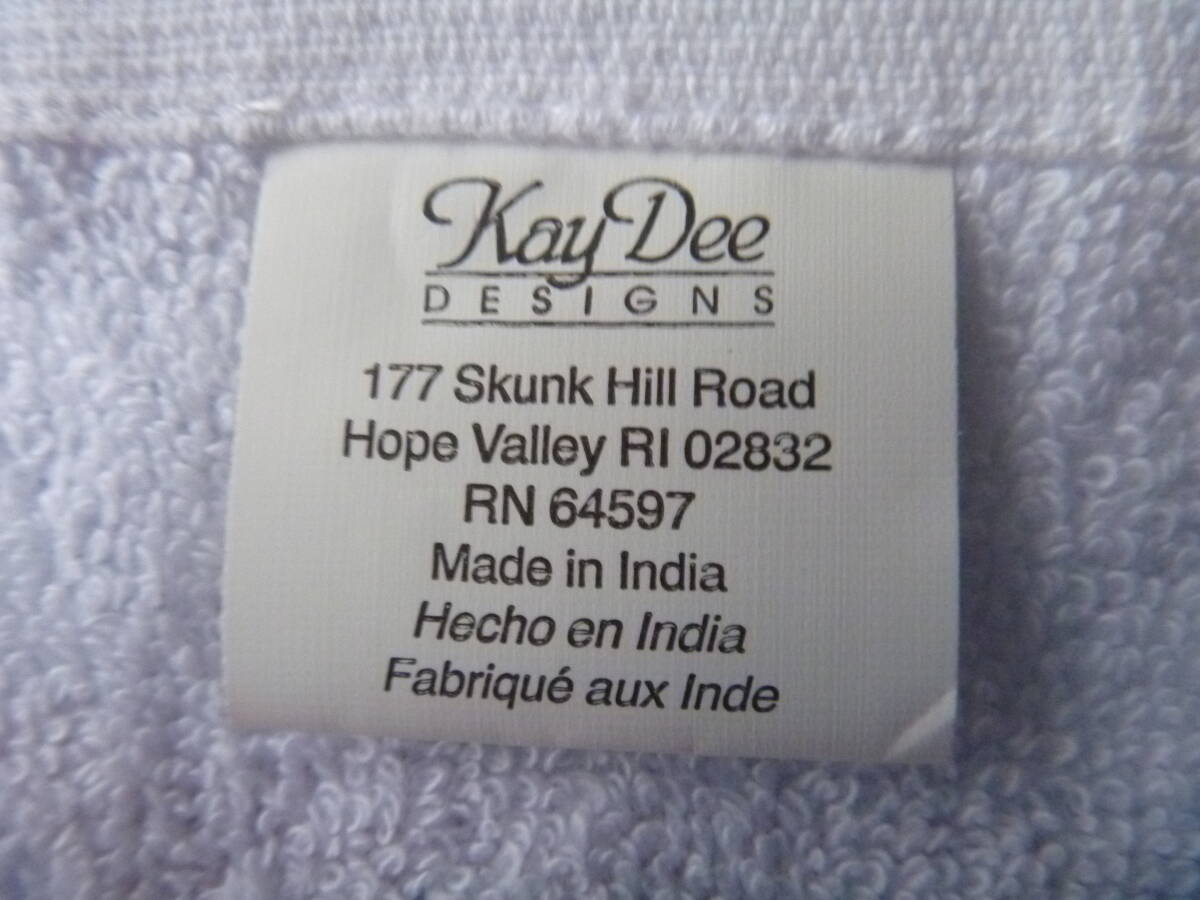 Kay Dee
DESIGNS
177 Skunk Hill Road
Hope Valley RI 02832
RN 64597
Made in India
Hecho en India
Fabriqué aux Inde